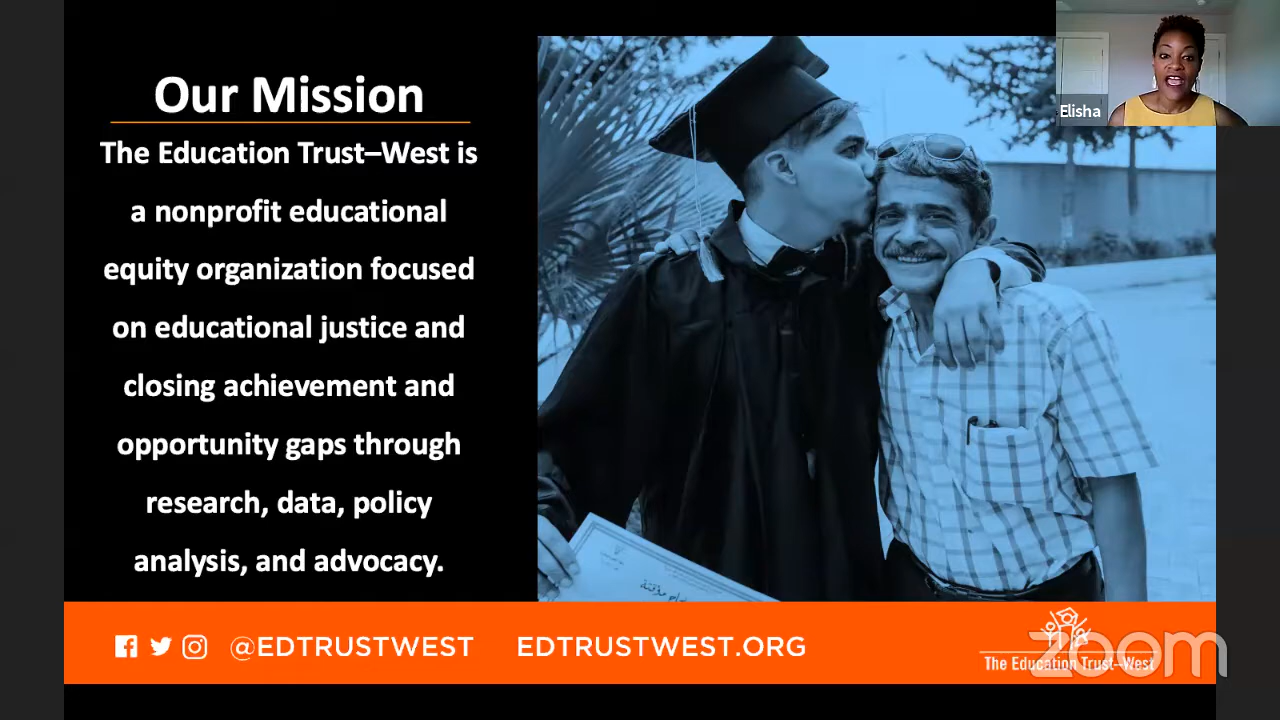 Our Mission
The Education Trust–West is
a nonprofit educational
equity organization focused
on educational justice and
closing achievement and
opportunity gaps through
research, data, policy
analysis, and advocacy.
Elisha
@EDTRUSTWEST
EDTRUSTWEST.ORG
The Education Trust–West
zoom